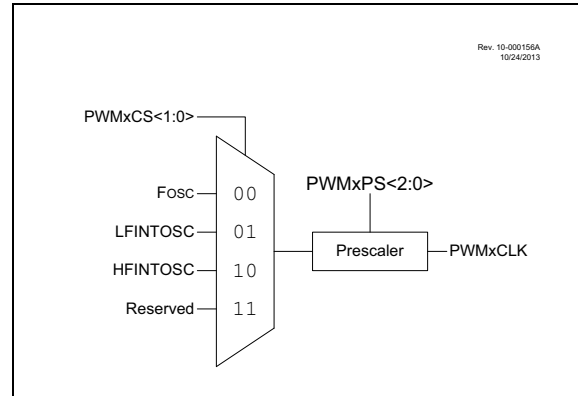 Rev. 10-000156A
10/24/2013
PWMxCS<1:0>
PWMxPS<2:0>
FOSC 00
LFINTOSC 01
HFINTOSC 10
Reserved 11
Prescaler
PWMxCLK